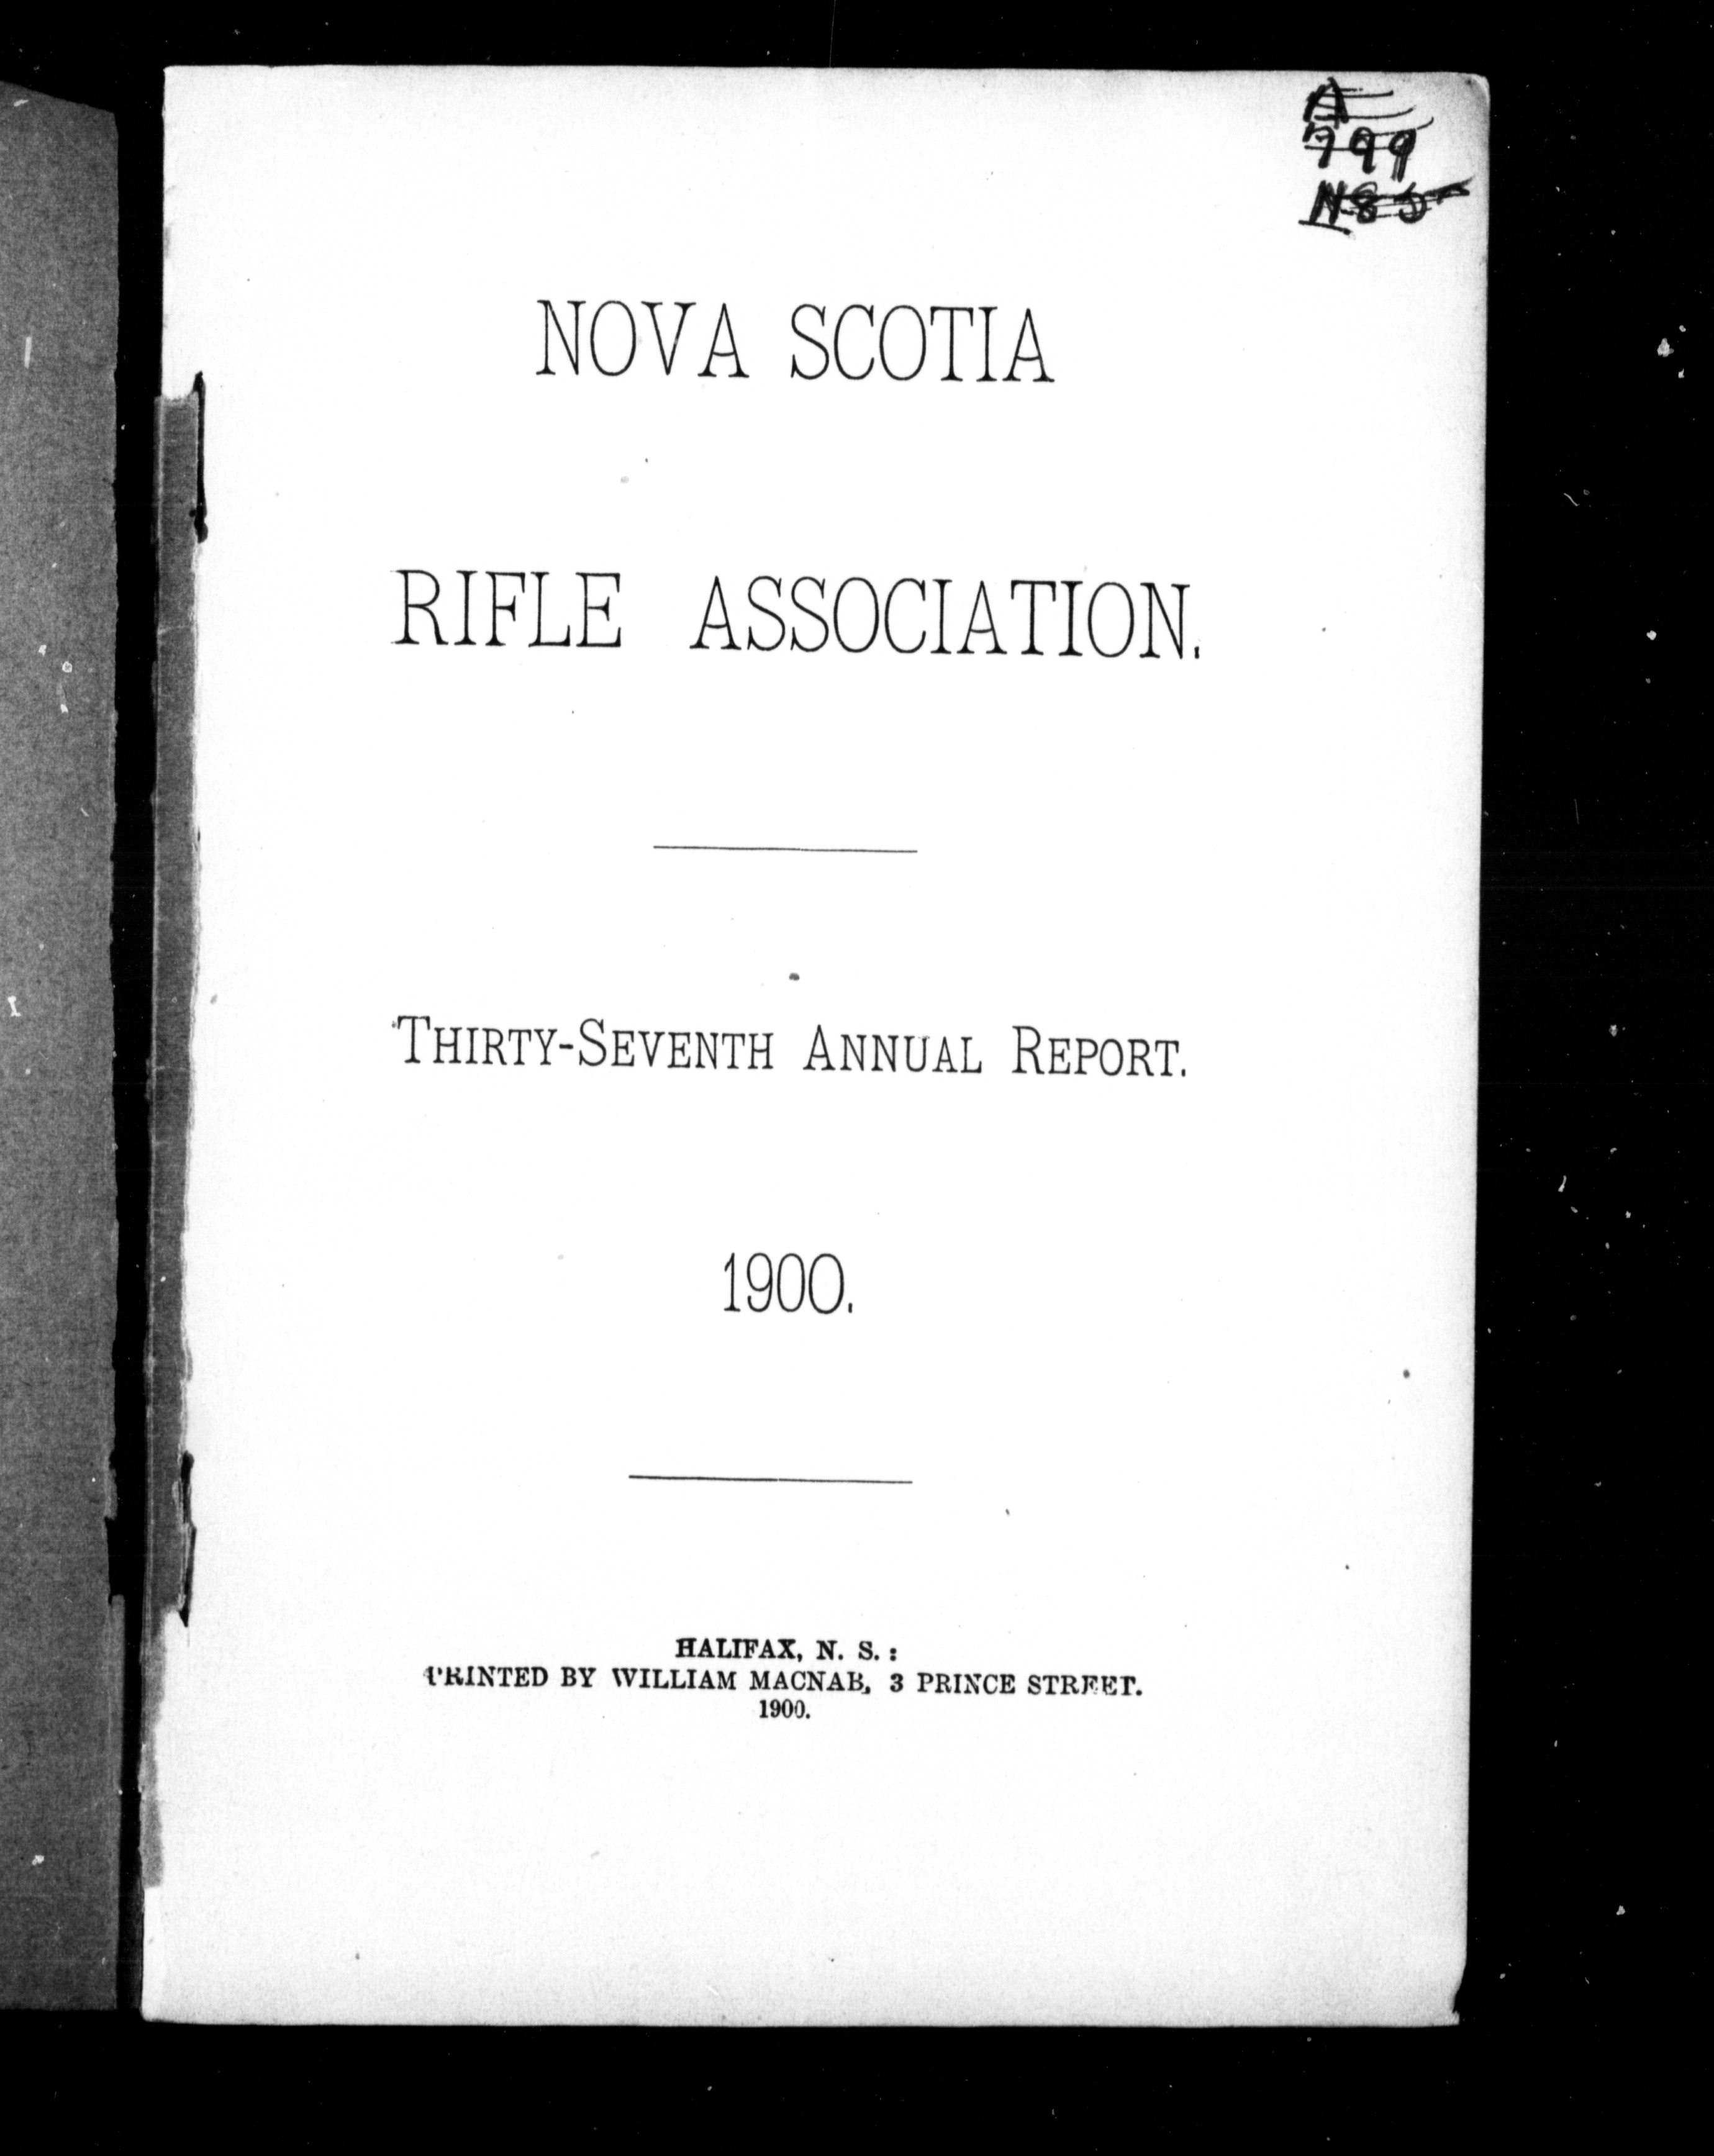 A
799
N85
NOVA SCOTIA
RIFLE ASSOCIATION.
THIRTY-SEVENTH ANNUAL REPORT.
1900.
HALIFAX, N. S.:
PRINTED BY WILLIAM MACNAB, 3 PRINCE STREET.
1900.